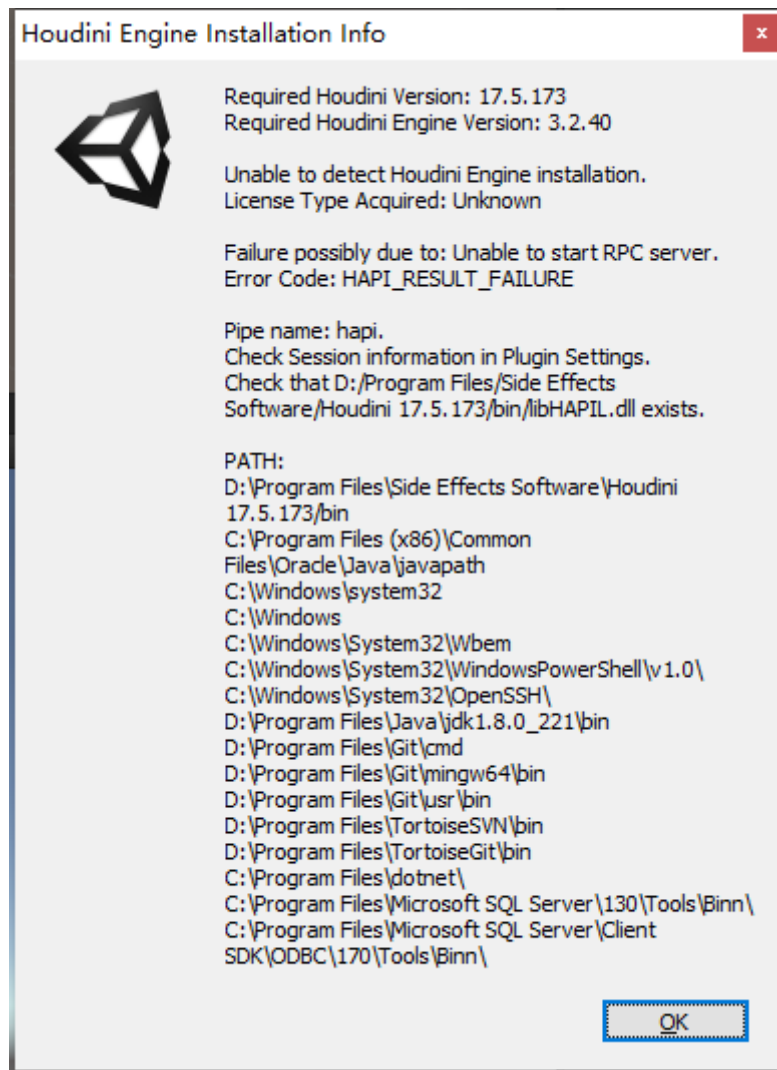 Houdini Engine Installation Info
x
Required Houdini Version: 17.5.173
Required Houdini Engine Version: 3.2.40
Unable to detect Houdini Engine installation.
License Type Acquired: Unknown
Failure possibly due to: Unable to start RPC server.
Error Code: HAPI_RESULT_FAILURE
Pipe name: hapi.
Check Session information in Plugin Settings.
Check that D:/Program Files/Side Effects
Software/Houdini 17.5.173/bin/libHAPIL.dll exists.
PATH:
D:\Program Files\Side Effects Software\Houdini
17.5.173/bin
C:\Program Files (x86)\Common
Files\Oracle\Java\javapath
C:\Windows\system32
C:\Windows
C:\Windows\System32\Wbem
C:\Windows\System32\WindowsPowerShell\v1.0\
C:\Windows\System32\OpenSSH\
D:\Program Files\Java\jdk1.8.0_221\bin
D:\Program Files\Git\cmd
D:\Program Files\Git\mingw64\bin
D:\Program Files\Git\usr\bin
D:\Program Files\TortoiseSVN\bin
D:\Program Files\TortoiseGit\bin
C:\Program Files\dotnet\
C:\Program Files\Microsoft SQL Server\130\Tools\Binn\
C:\Program Files\Microsoft SQL Server\Client
SDK\ODBC\170\Tools\Binn\
OK